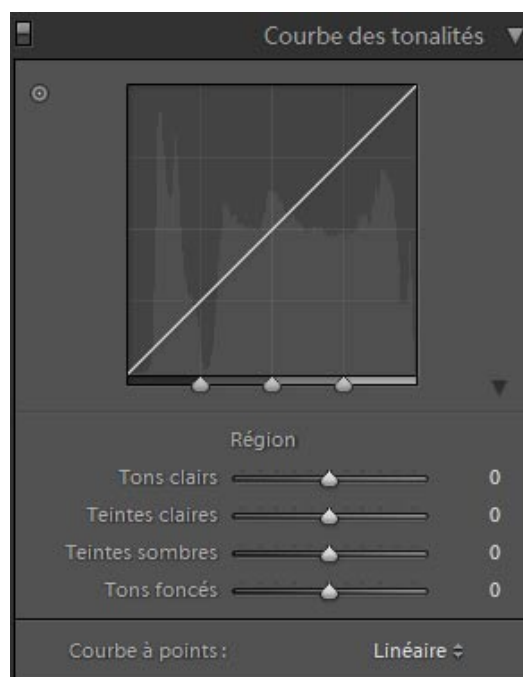 Courbe des tonalités
Région
Tons clairs 0
Teintes claires 0
Teintes sombres 0
Tons foncés 0
Courbe à points : Linéaire